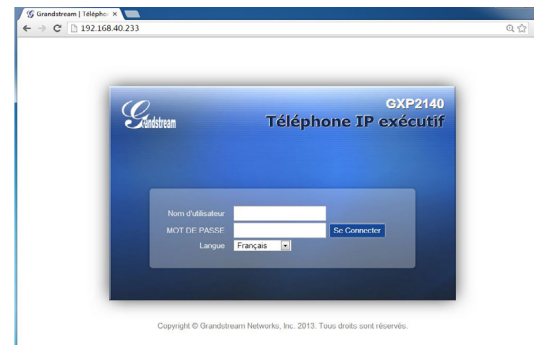 Grandstream | Télépho
192.168.40.233
Grandstream
GXP2140
Téléphone IP exécutif
Nom d'utilisateur
MOT DE PASSE
Se Connecter
Langue
Français
Copyright © Grandstream Networks, Inc. 2013. Tous droits sont réservés.